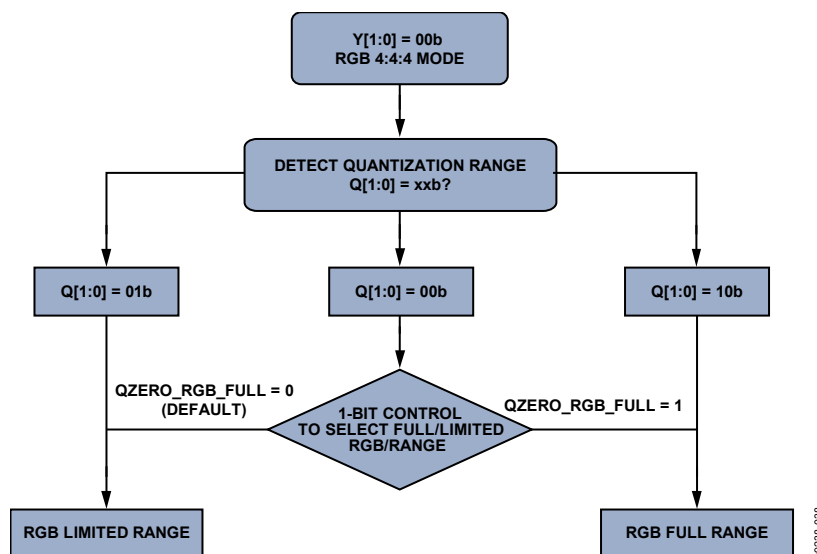 Y[1:0] = 00b
RGB 4:4:4 MODE
DETECT QUANTIZATION RANGE
Q[1:0] = xxb?
Q[1:0] = 01b
Q[1:0] = 00b
Q[1:0] = 10b
QZERO_RGB_FULL = 0
(DEFAULT)
1-BIT CONTROL
TO SELECT FULL/LIMITED
RGB/RANGE
QZERO_RGB_FULL = 1
RGB LIMITED RANGE
RGB FULL RANGE